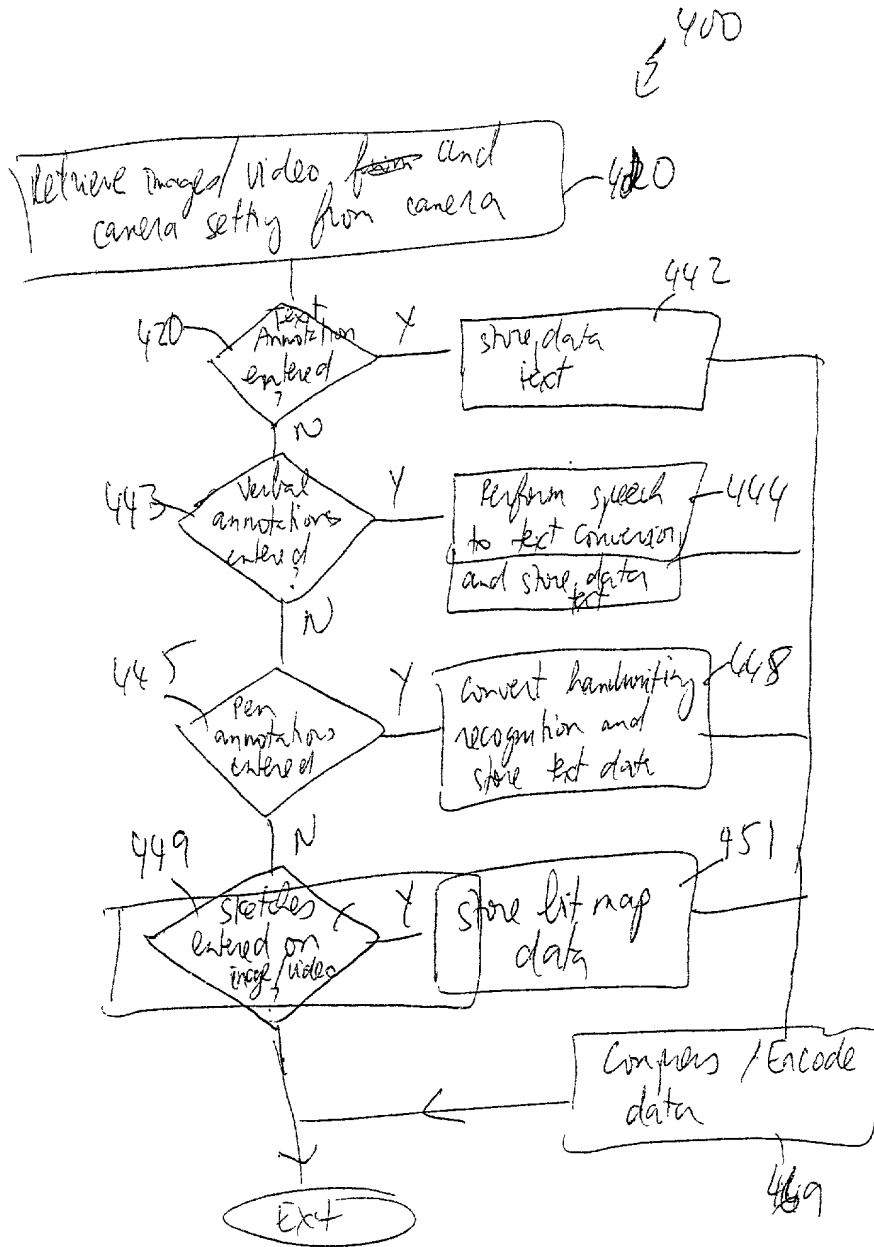 400
Retrieve images/video and
camera setting from camera
420
Text
Annotation
entered
?
Y
442
store data
text
N
443
Verbal
annotations
entered
?
Y
Perform speech
to text conversion
and store data
text
444
N
445
Pen
annotations
entered
Y
Convert handwriting
recognition and
store text data
448
N
449
Sketches
entered on
image/video
?
Y
store bit map
data
451
Compress / Encode
data
Exit